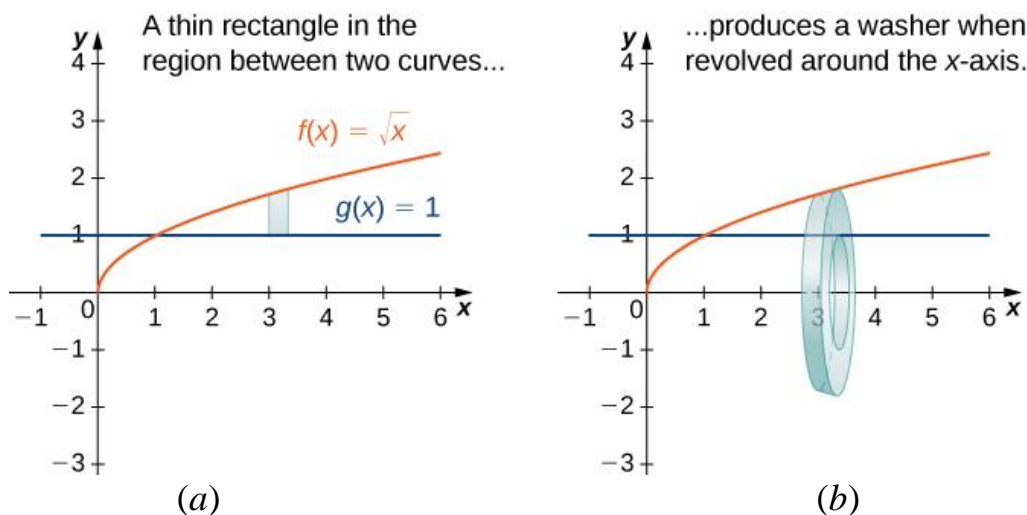 A thin rectangle in the
region between two curves...
y
4
3
f(x) = √x
2
g(x) = 1
1
0
−1 1 2 3 4 5 6 x
−1
−2
−3
(a)
...produces a washer when
revolved around the x-axis.
y
4
3
2
1
0
−1 1 2 3 4 5 6 x
−1
−2
−3
(b)